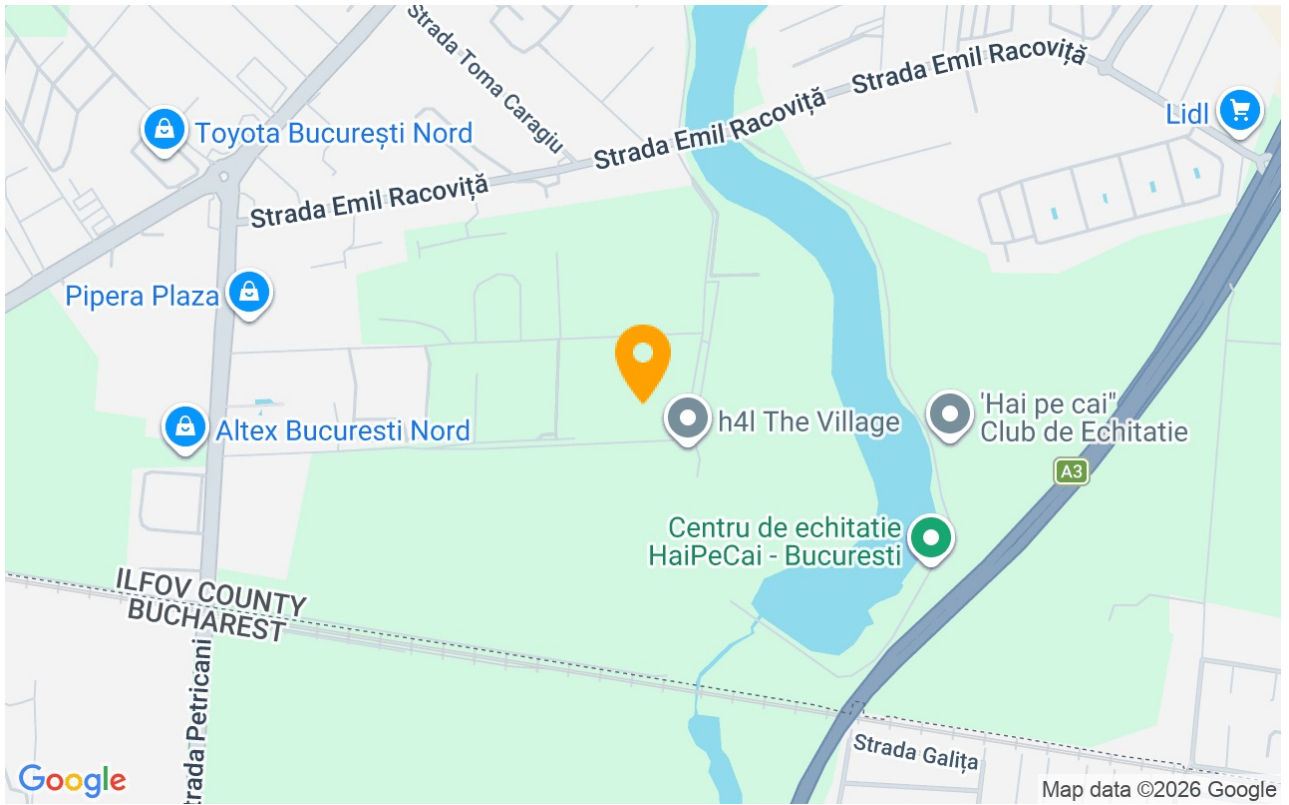 Strada Toma Caragiu
Strada Emil Racoviță
Strada Emil Racoviță
Lidl
Toyota București Nord
Strada Emil Racoviță
Pipera Plaza
h4l The Village
'Hai pe cai"
Club de Echitatie
Altex Bucuresti Nord
A3
Centru de echitatie
HaiPeCai - Bucuresti
ILFOV COUNTY
BUCHAREST
trada Petricani
Strada Galița
Google
Map data ©2026 Google